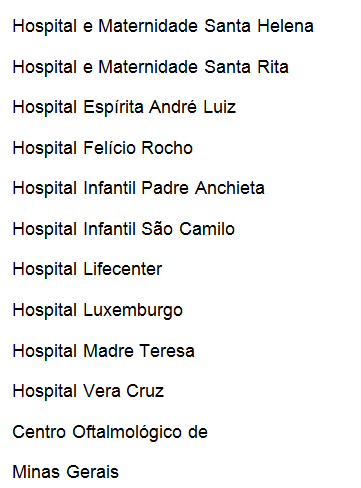 Hospital e Maternidade Santa Helena
Hospital e Maternidade Santa Rita
Hospital Espírita André Luiz
Hospital Felício Rocho
Hospital Infantil Padre Anchieta
Hospital Infantil São Camilo
Hospital Lifecenter
Hospital Luxemburgo
Hospital Madre Teresa
Hospital Vera Cruz
Centro Oftalmológico de
Minas Gerais